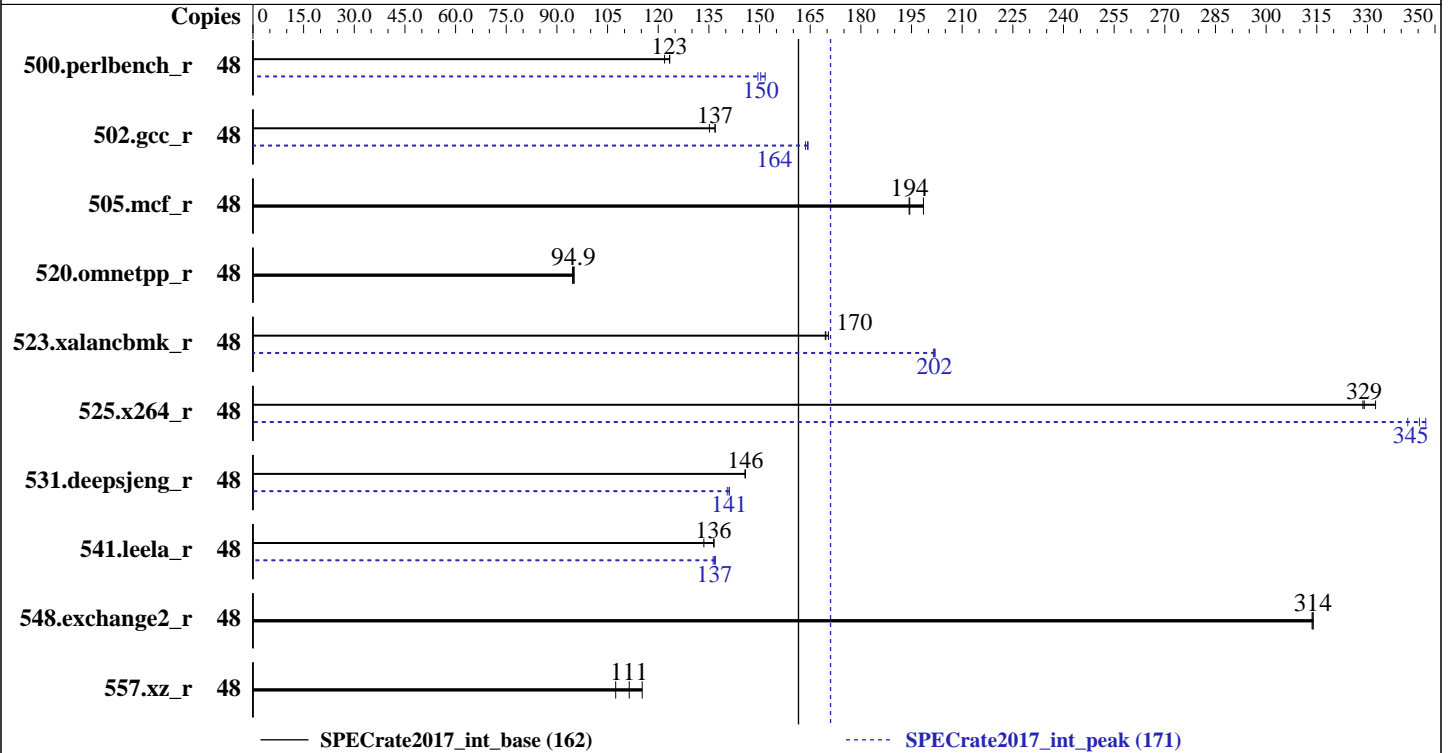 Copies 0 15.0 30.0 45.0 60.0 75.0 90.0 105 120 135 150 165 180 195 210 225 240 255 270 285 300 315 330 350
123
500.perlbench_r 48
150
137
502.gcc_r 48
164
194
505.mcf_r 48
94.9
520.omnetpp_r 48
170
523.xalancbmk_r 48
202
329
525.x264_r 48
345
146
531.deepsjeng_r 48
141
136
541.leela_r 48
137
314
548.exchange2_r 48
111
557.xz_r 48
SPECrate2017_int_base (162) SPECrate2017_int_peak (171)